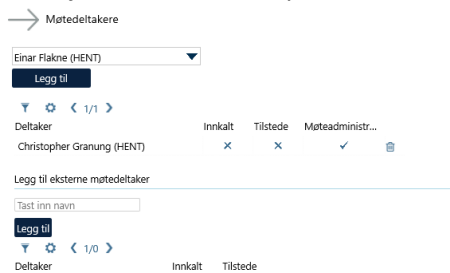 Møtedeltakere
Einar Flakne (HENT)
Legg til
1/1
Deltaker Innkalt Tilstede Møteadministr...
Christopher Granung (HENT)
Legg til eksterne møtedeltaker
Tast inn navn
Legg til
1/0
Deltaker Innkalt Tilstede